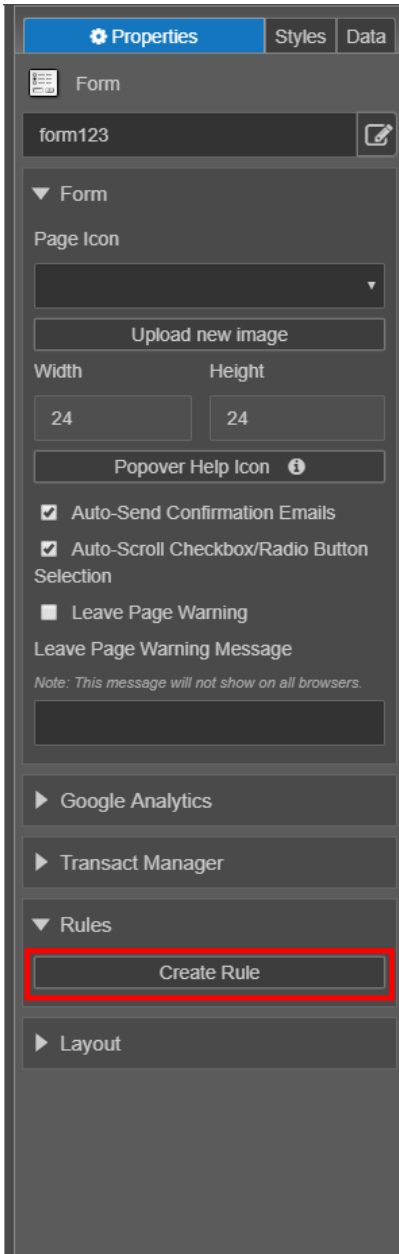 Properties Styles Data
Form
form123
Form
Page Icon
Upload new image
Width Height
24 24
Popover Help Icon
Auto-Send Confirmation Emails
Auto-Scroll Checkbox/Radio Button
Selection
Leave Page Warning
Leave Page Warning Message
Note: This message will not show on all browsers.
Google Analytics
Transact Manager
Rules
Create Rule
Layout